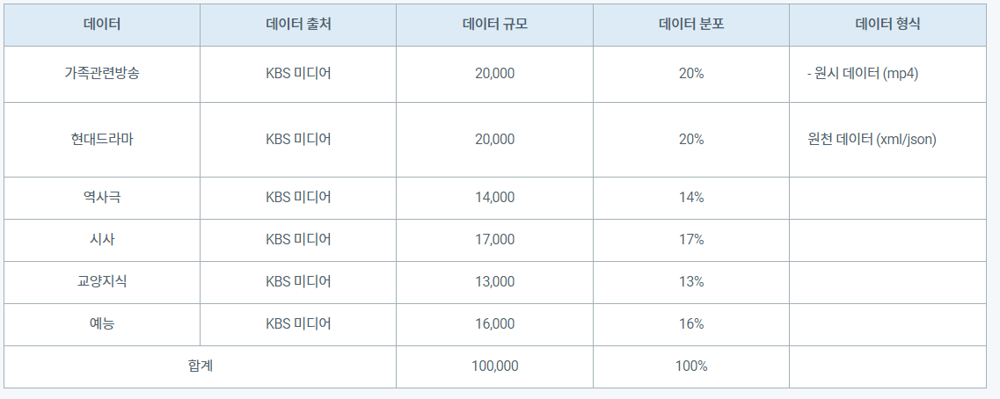 데이터 데이터 출처 데이터 규모 데이터 분포 데이터 형식
가족관련방송 KBS 미디어 20,000 20% - 원시 데이터 (mp4)
현대드라마 KBS 미디어 20,000 20% 원천 데이터 (xml/json)
역사극 KBS 미디어 14,000 14%
시사 KBS 미디어 17,000 17%
교양지식 KBS 미디어 13,000 13%
예능 KBS 미디어 16,000 16%
합계 100,000 100%